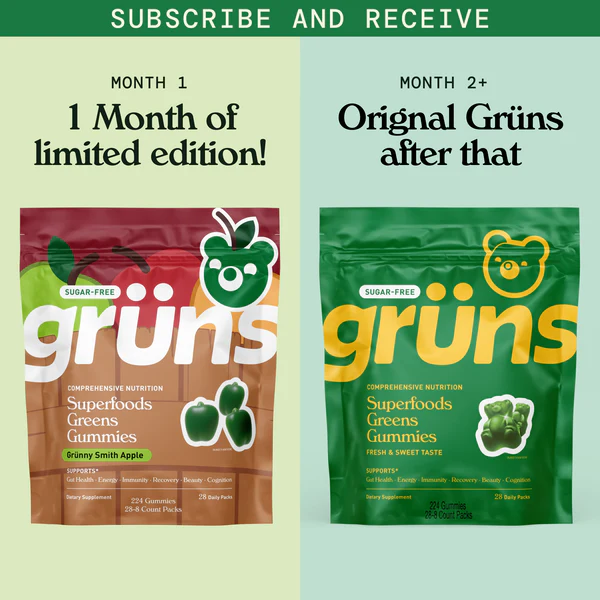 SUBSCRIBE AND RECEIVE
MONTH 1
1 Month of
limited edition!
SUGAR-FREE
grüns
COMPREHENSIVE NUTRITION
Superfoods
Greens
Gummies
Grünny Smith Apple
SUPPORTS*
Gut Health · Energy · Immunity · Recovery · Beauty · Cognition
Dietary Supplement
224 Gummies
28-8 Count Packs
28 Daily Packs
MONTH 2+
Orignal Grüns
after that
SUGAR-FREE
grüns
COMPREHENSIVE NUTRITION
Superfoods
Greens
Gummies
FRESH & SWEET TASTE
SUPPORTS*
Gut Health · Energy · Immunity · Recovery · Beauty · Cognition
Dietary Supplement
224 Gummies
28-8 Count Packs
28 Daily Packs